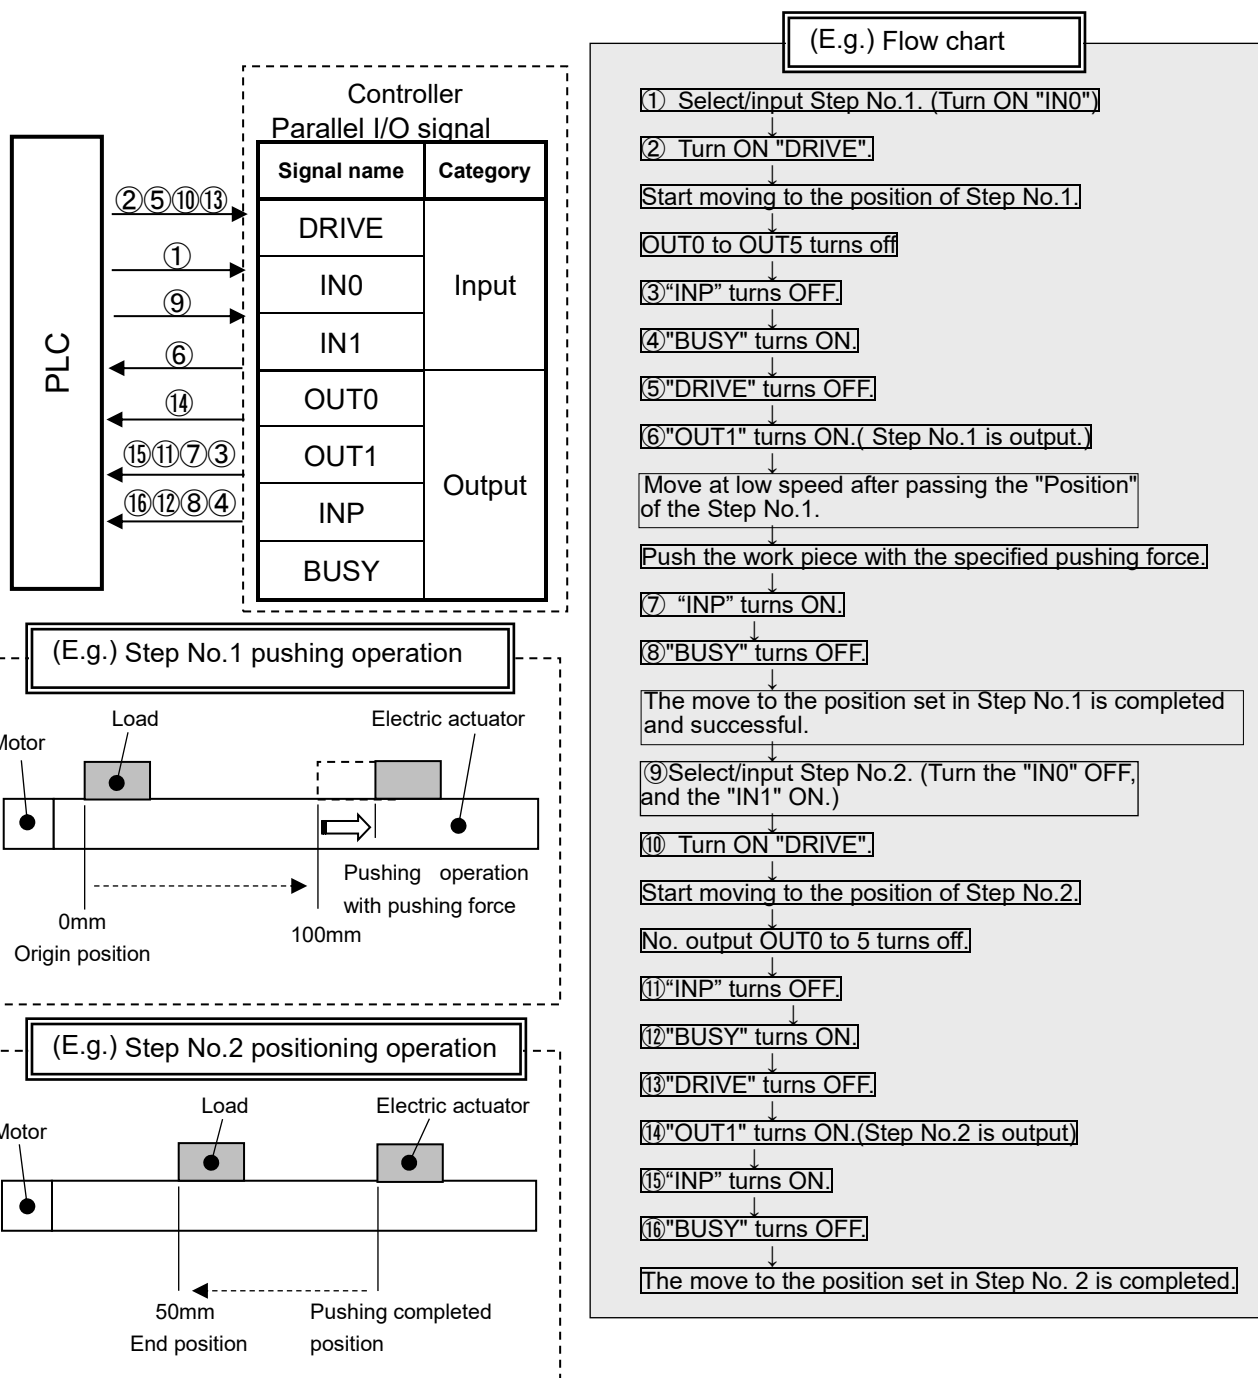 Controller
Parallel I/O signal
Signal name Category
②⑤⑩⑬
DRIVE
①
IN0
Input
⑨
IN1
⑥
OUT0
⑭
OUT1
⑮⑪⑦③
Output
INP
⑯⑫⑧④
BUSY
PLC
(E.g.) Step No.1 pushing operation
Load
Electric actuator
Motor
Pushing operation
with pushing force
0mm
100mm
Origin position
(E.g.) Step No.2 positioning operation
Load
Electric actuator
Motor
50mm
End position
Pushing completed
position
(E.g.) Flow chart
① Select/input Step No.1. (Turn ON "IN0")
↓
② Turn ON "DRIVE".
↓
Start moving to the position of Step No.1.
↓
OUT0 to OUT5 turns off
↓
③“INP” turns OFF.
↓
④"BUSY" turns ON.
↓
⑤"DRIVE" turns OFF.
↓
⑥"OUT1" turns ON.( Step No.1 is output.)
↓
Move at low speed after passing the "Position"
of the Step No.1.
↓
Push the work piece with the specified pushing force.
↓
⑦ “INP” turns ON.
↓
⑧"BUSY" turns OFF.
↓
The move to the position set in Step No.1 is completed
and successful.
↓
⑨Select/input Step No.2. (Turn the "IN0" OFF,
and the "IN1" ON.)
↓
⑩ Turn ON "DRIVE".
↓
Start moving to the position of Step No.2.
↓
No. output OUT0 to 5 turns off.
↓
⑪“INP” turns OFF.
↓
⑫"BUSY" turns ON.
↓
⑬"DRIVE" turns OFF.
↓
⑭"OUT1" turns ON.(Step No.2 is output)
↓
⑮“INP” turns ON.
↓
⑯"BUSY" turns OFF.
↓
The move to the position set in Step No. 2 is completed.